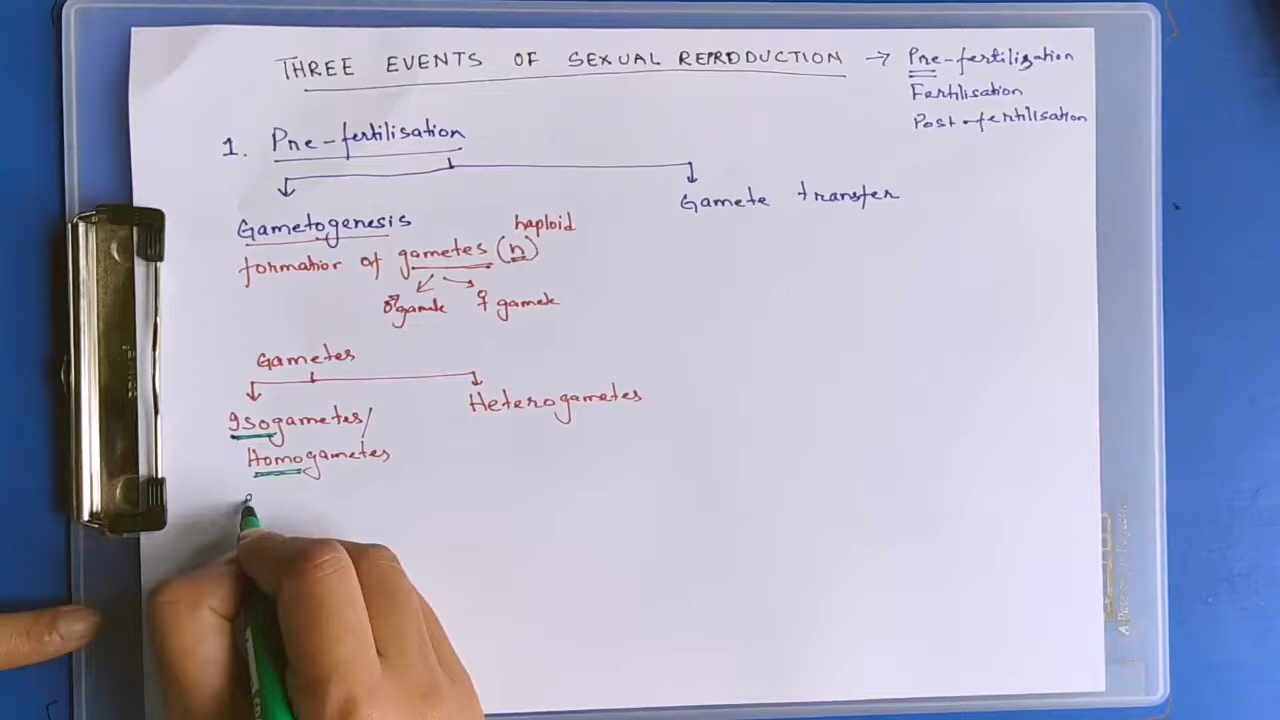 THREE EVENTS OF SEXUAL REPRODUCTION → Pre-fertilization
Fertilisation
Post-fertilisation
1. Pre-fertilisation
Gametogenesis
Gamete transfer
haploid
formation of gametes (n)
♂gamete ♀ gamete
Gametes
Isogametes/
Heterogametes
Homogametes